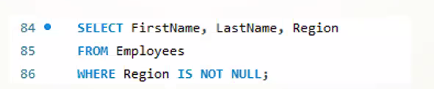 84 SELECT FirstName, LastName, Region
85 FROM Employees
86 WHERE Region IS NOT NULL;